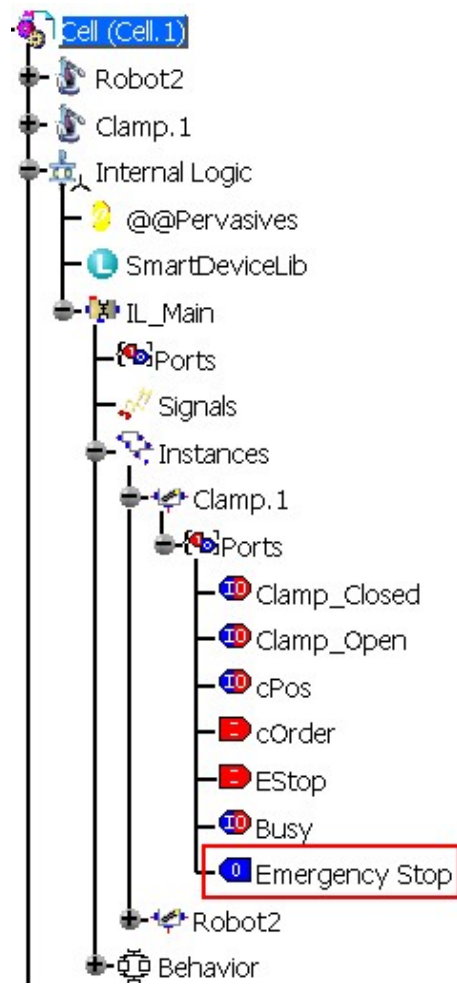 Cell (Cell.1)
Robot2
Clamp.1
Internal Logic
@@Pervasives
SmartDeviceLib
IL_Main
Ports
Signals
Instances
Clamp.1
Ports
Clamp_Closed
Clamp_Open
cPos
cOrder
EStop
Busy
Emergency Stop
Robot2
Behavior